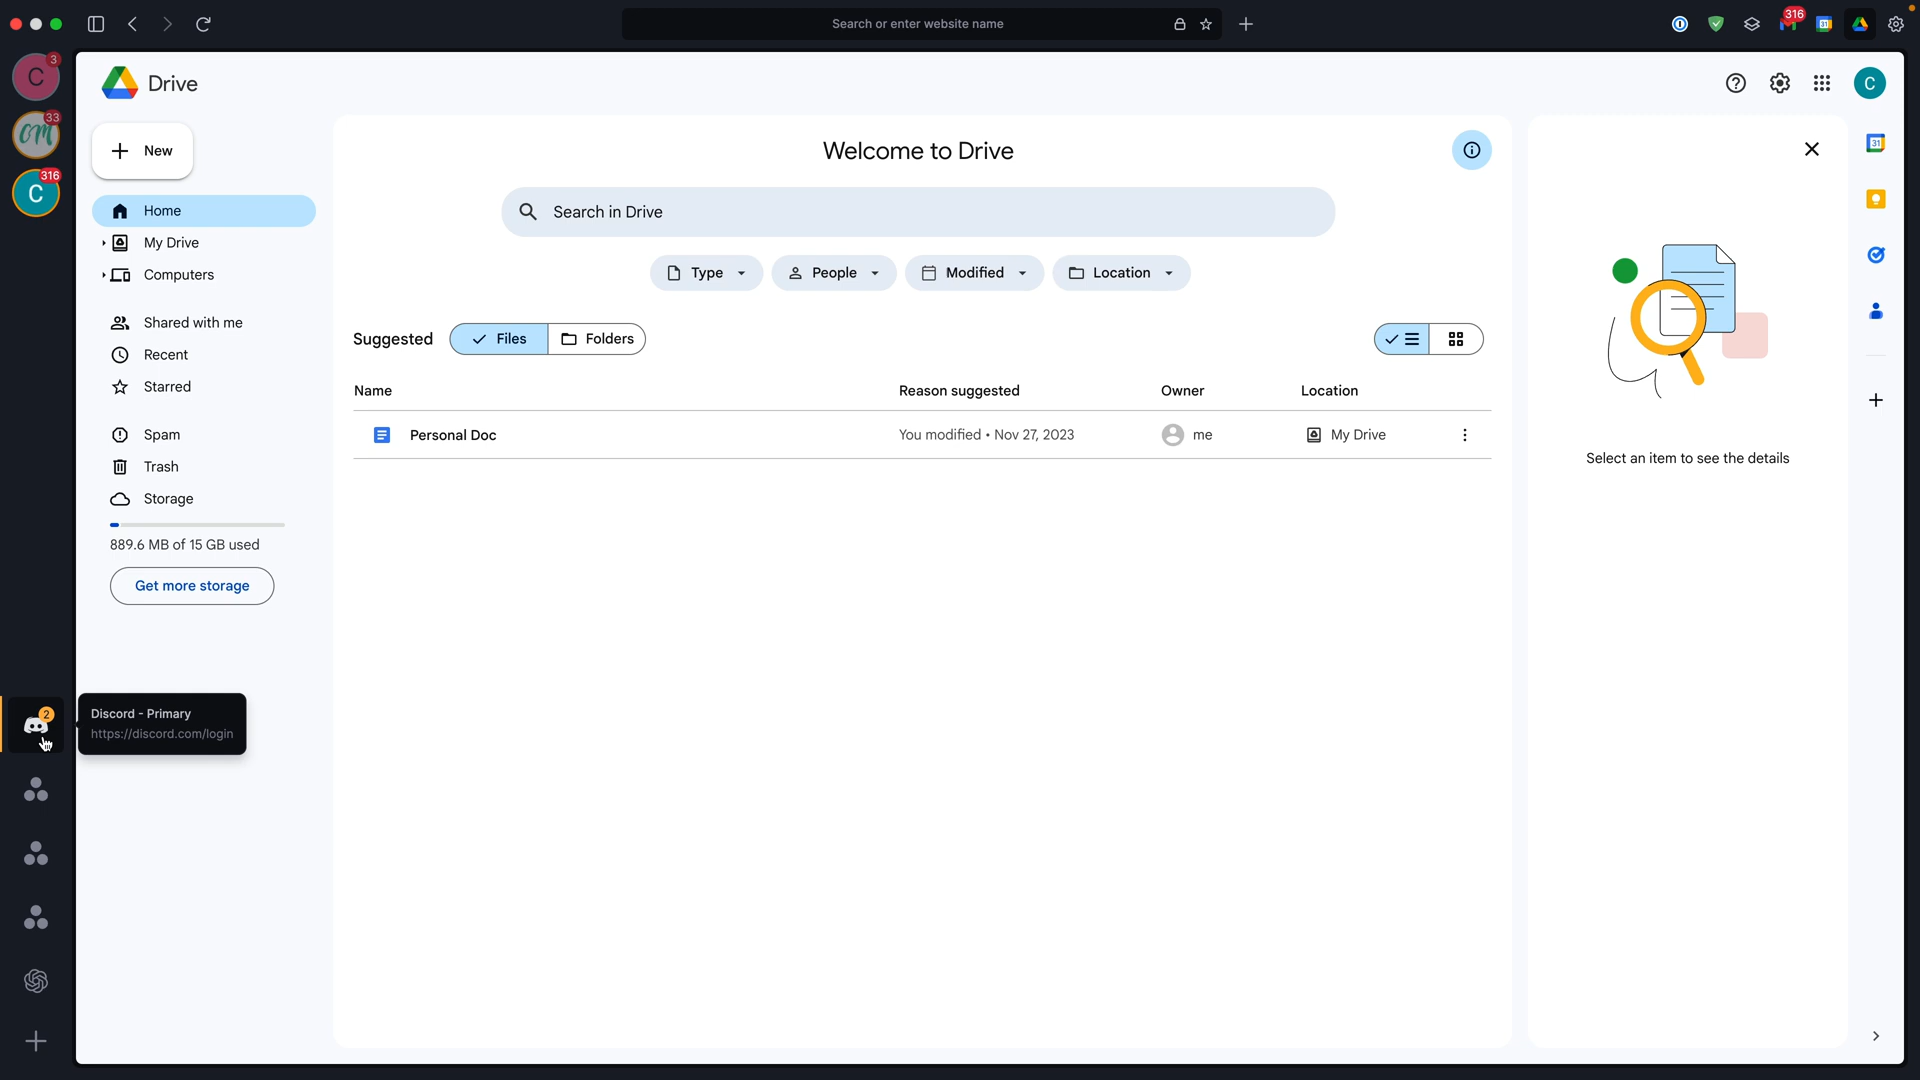 Search or enter website name
316
31
C
3
Drive
C
CM
33
C
316
New
Welcome to Drive
31
Home
Search in Drive
My Drive
Computers
Type
People
Modified
Location
Shared with me
Suggested
Files
Folders
Recent
Starred
Name
Reason suggested
Owner
Location
Spam
Personal Doc
You modified • Nov 27, 2023
me
My Drive
Select an item to see the details
Trash
Storage
889.6 MB of 15 GB used
Get more storage
2
Discord - Primary
https://discord.com/login